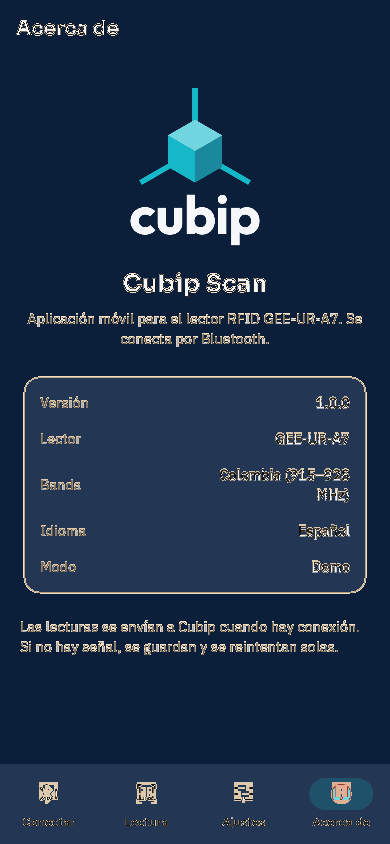 Acerca de
cubip
Cubip Scan
Aplicación móvil para el lector RFID GEE-UR-A7. Se
conecta por Bluetooth.
Versión
1.0.0
Lector
GEE-UR-A7
Banda
Colombia (915–928
MHz)
Idioma
Español
Modo
Demo
Las lecturas se envían a Cubip cuando hay conexión.
Si no hay señal, se guardan y se reintentan solas.
Conectar
Lectura
Ajustes
Acerca de